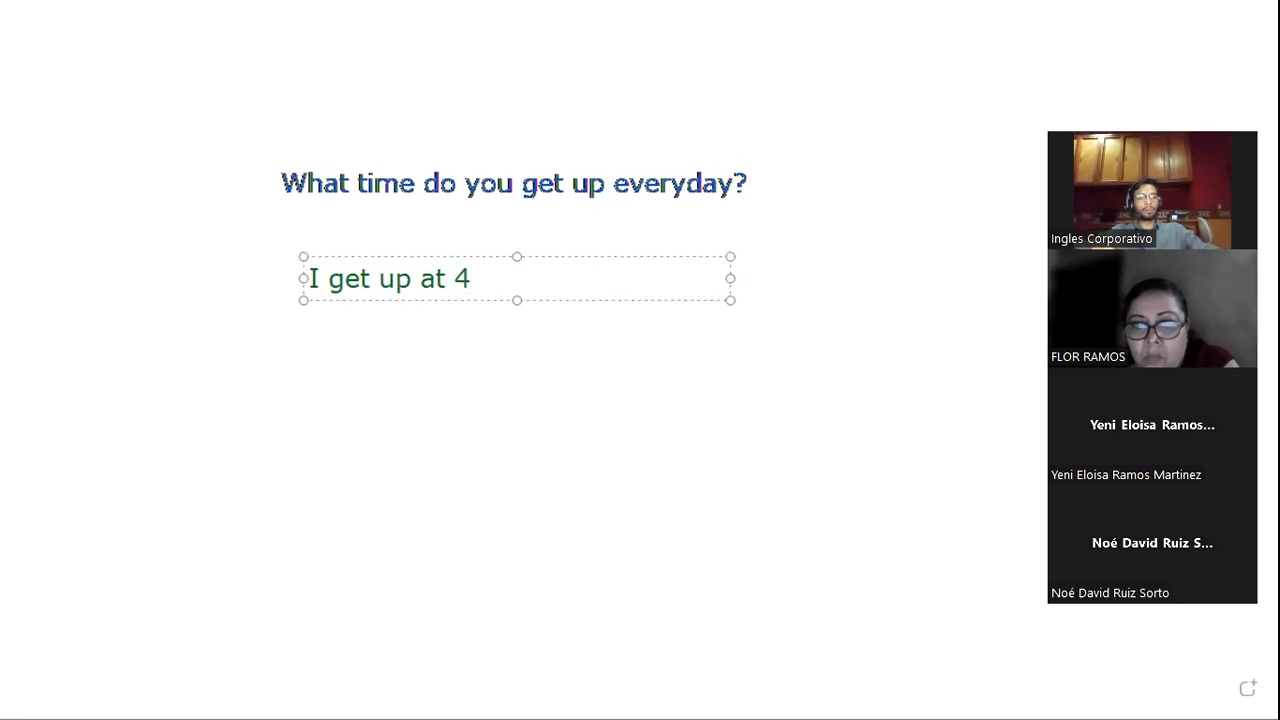 What time do you get up everyday?
I get up at 4
Ingles Corporativo
FLOR RAMOS
Yeni Eloisa Ramos...
Yeni Eloisa Ramos Martinez
Noé David Ruiz S...
Noé David Ruiz Sorto